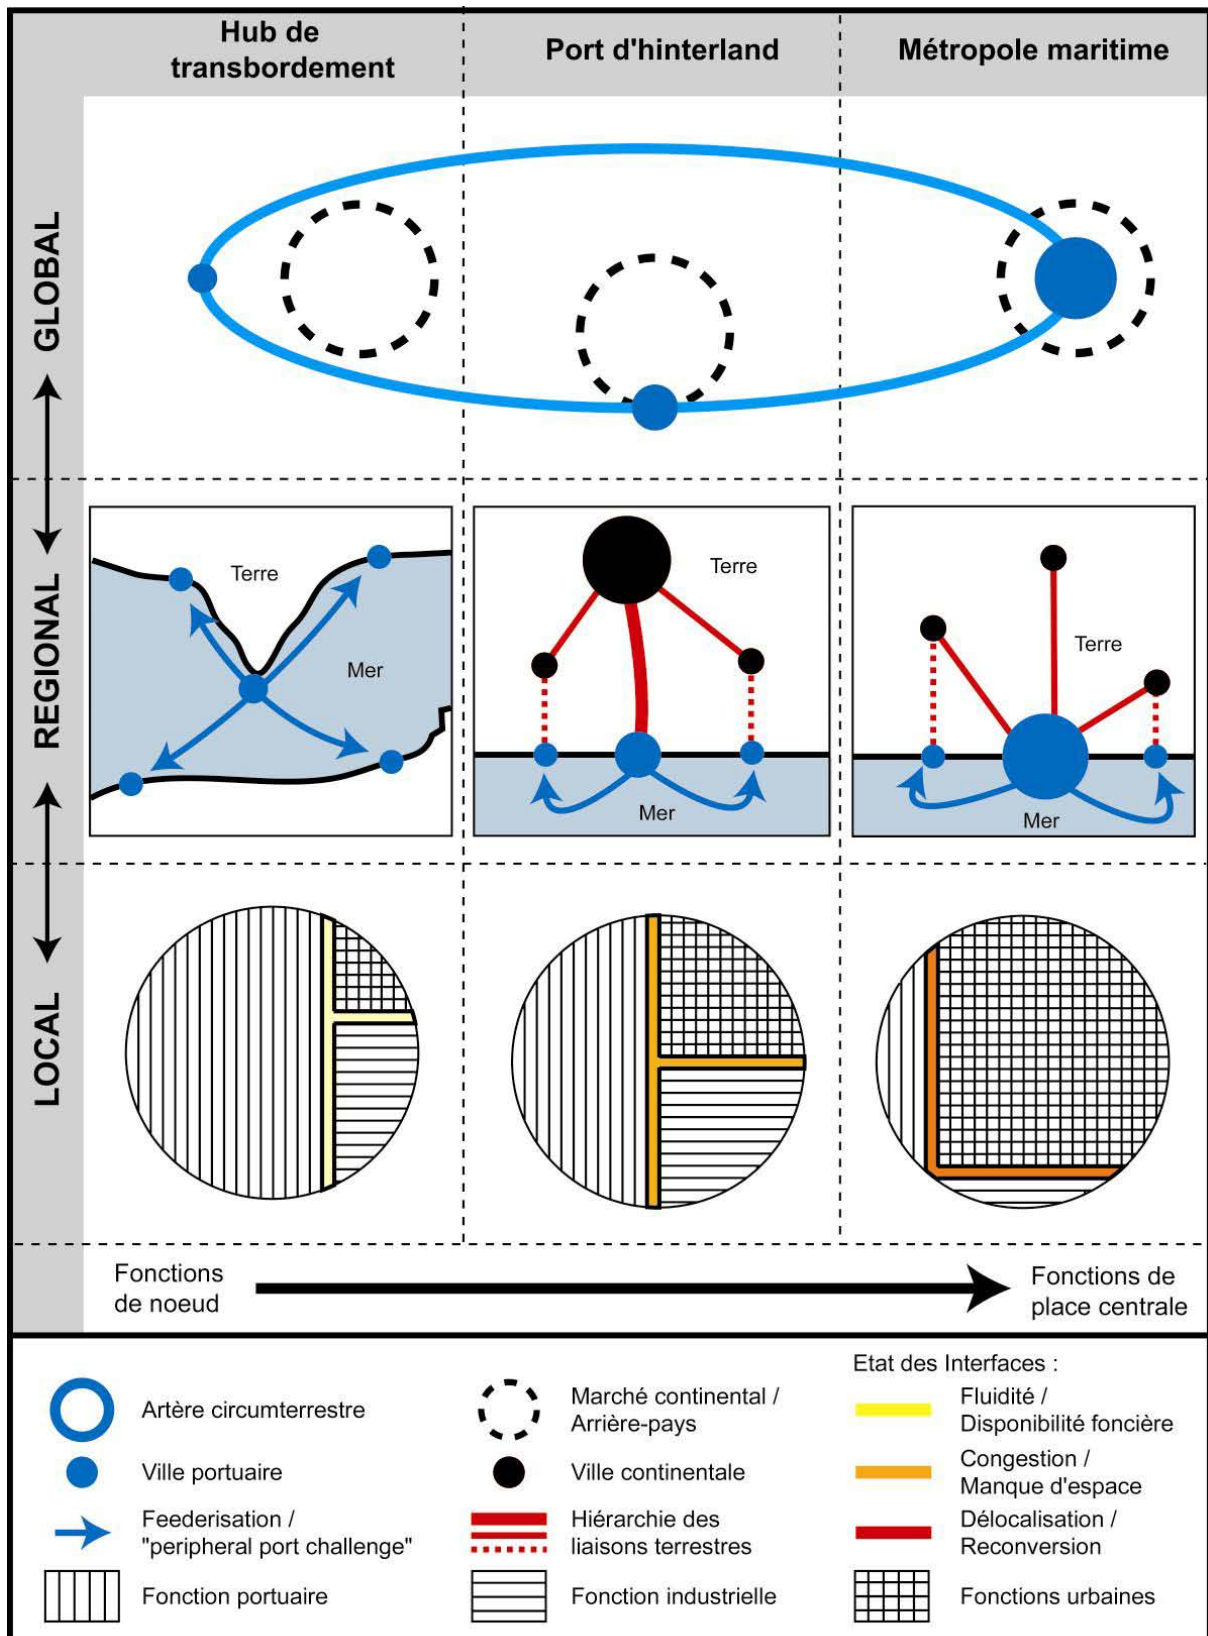 Hub de
transbordement
Port d'hinterland
Métropole maritime
GLOBAL
REGIONAL
Terre
Mer
Terre
Mer
Terre
Mer
LOCAL
Fonctions
de noeud
Fonctions de
place centrale
Artère circumterrestre
Ville portuaire
Feederisation /
"peripheral port challenge"
Fonction portuaire
Marché continental /
Arrière-pays
Ville continentale
Hiérarchie des
liaisons terrestres
Fonction industrielle
Etat des Interfaces :
Fluidité /
Disponibilité foncière
Congestion /
Manque d'espace
Délocalisation /
Reconversion
Fonctions urbaines